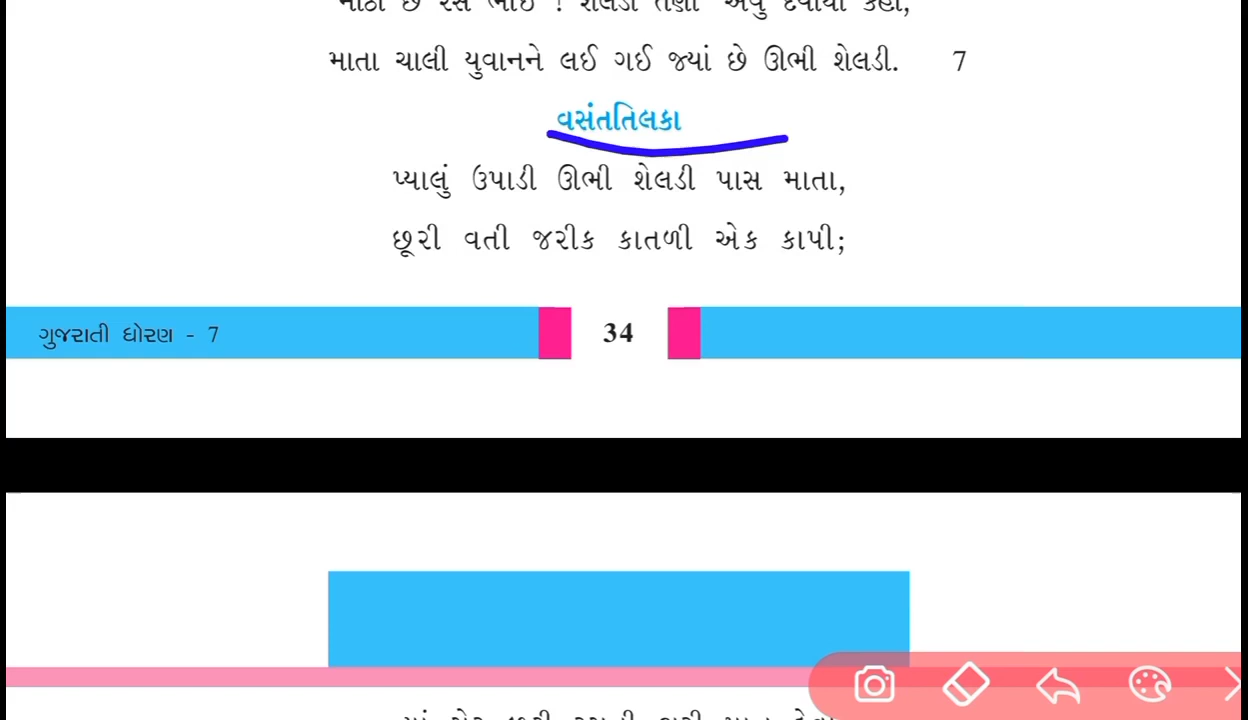 માતા ચાલી યુવાનને લઈ ગઈ જ્યાં છે ઊભી શેલડી. 7
વસંતતિલકા
પ્યાલું ઉપાડી ઊભી શેલડી પાસ માતા,
છૂરી વતી જરીક કાતળી એક કાપી;
ગુજરાતી ધોરણ - 7
34